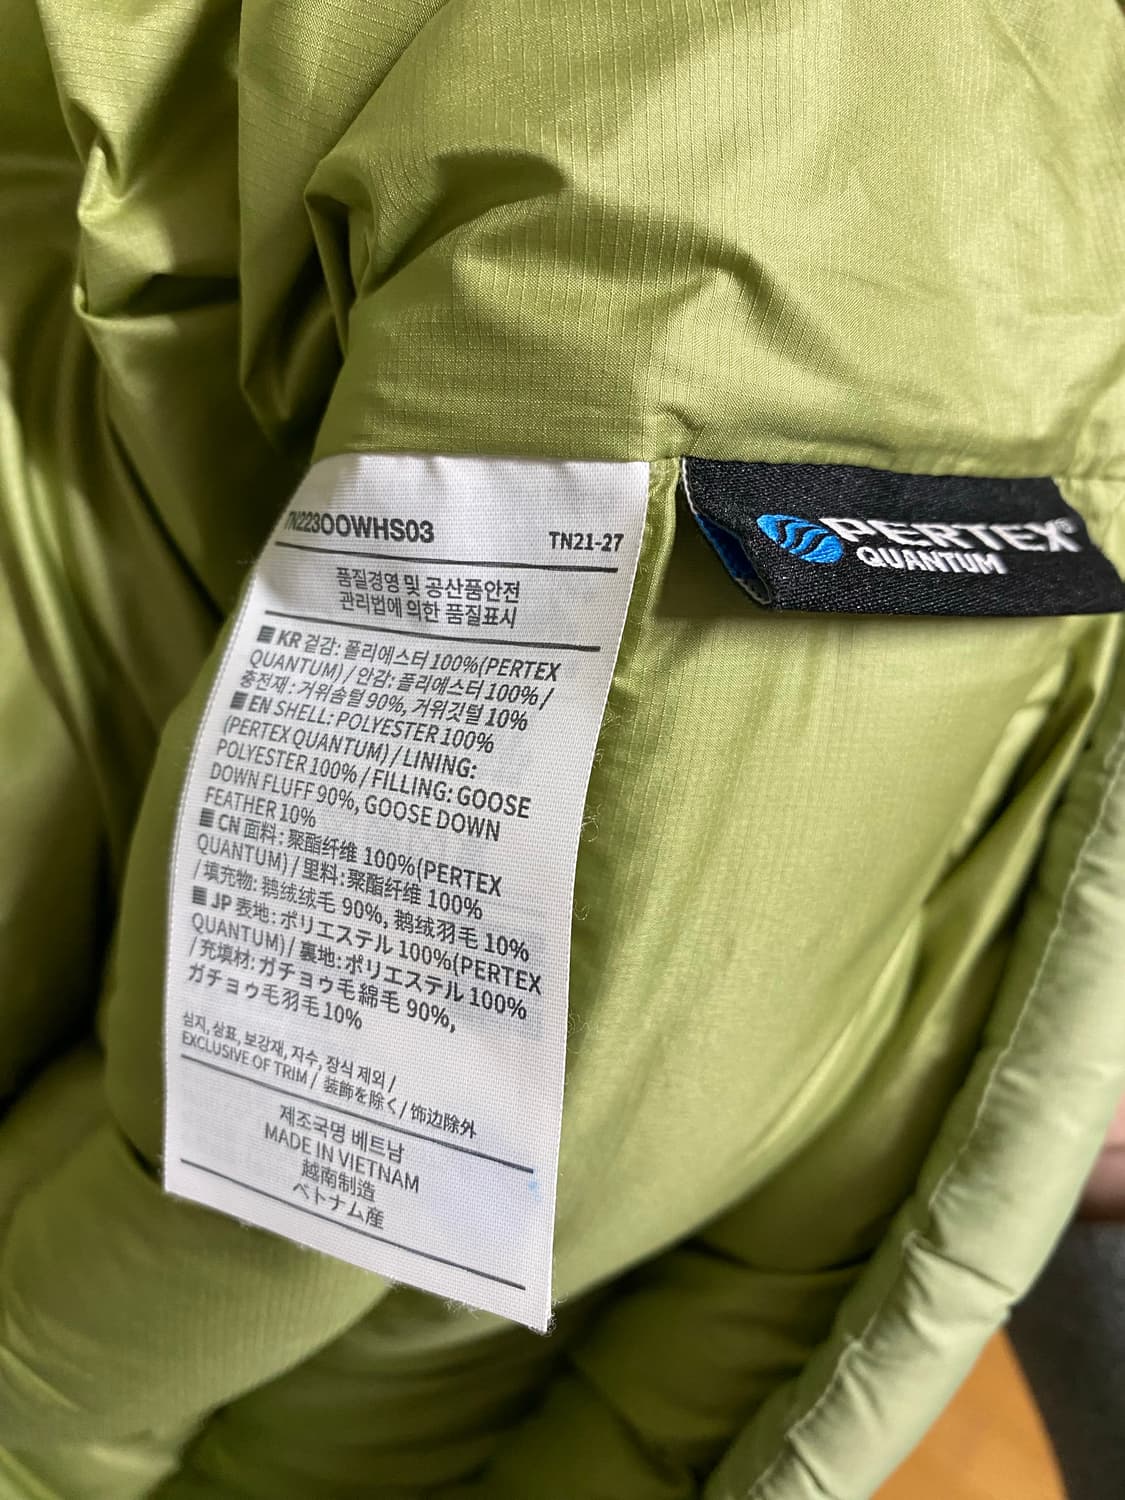 TN223OOWHS03
TN21-27
품질경영 및 공산품안전
관리법에 의한 품질표시
■ KR 겉감: 폴리에스터 100%(PERTEX
QUANTUM) / 안감: 폴리에스터 100% /
충전재 : 거위솜털 90%, 거위깃털 10%
■ EN SHELL: POLYESTER 100%
(PERTEX QUANTUM) / LINING:
POLYESTER 100% / FILLING: GOOSE
DOWN FLUFF 90%, GOOSE DOWN
FEATHER 10%
■ CN 面料: 聚酯纤维 100%(PERTEX
QUANTUM) / 里料: 聚酯纤维 100%
/ 填充物: 鹅绒绒毛 90%, 鹅绒羽毛 10%
■ JP 表地: ポリエステル 100%(PERTEX
QUANTUM) / 裏地: ポリエステル 100%
/ 充填材: ガチョゥ毛綿毛 90%,
ガチョゥ毛羽毛 10%
심지, 상표, 보강재, 자수, 장식 제외 /
EXCLUSIVE OF TRIM / 装飾を除く / 饰边除外
제조국명 베트남
MADE IN VIETNAM
越南制造
ベトナム産
PERTEX®
QUANTUM